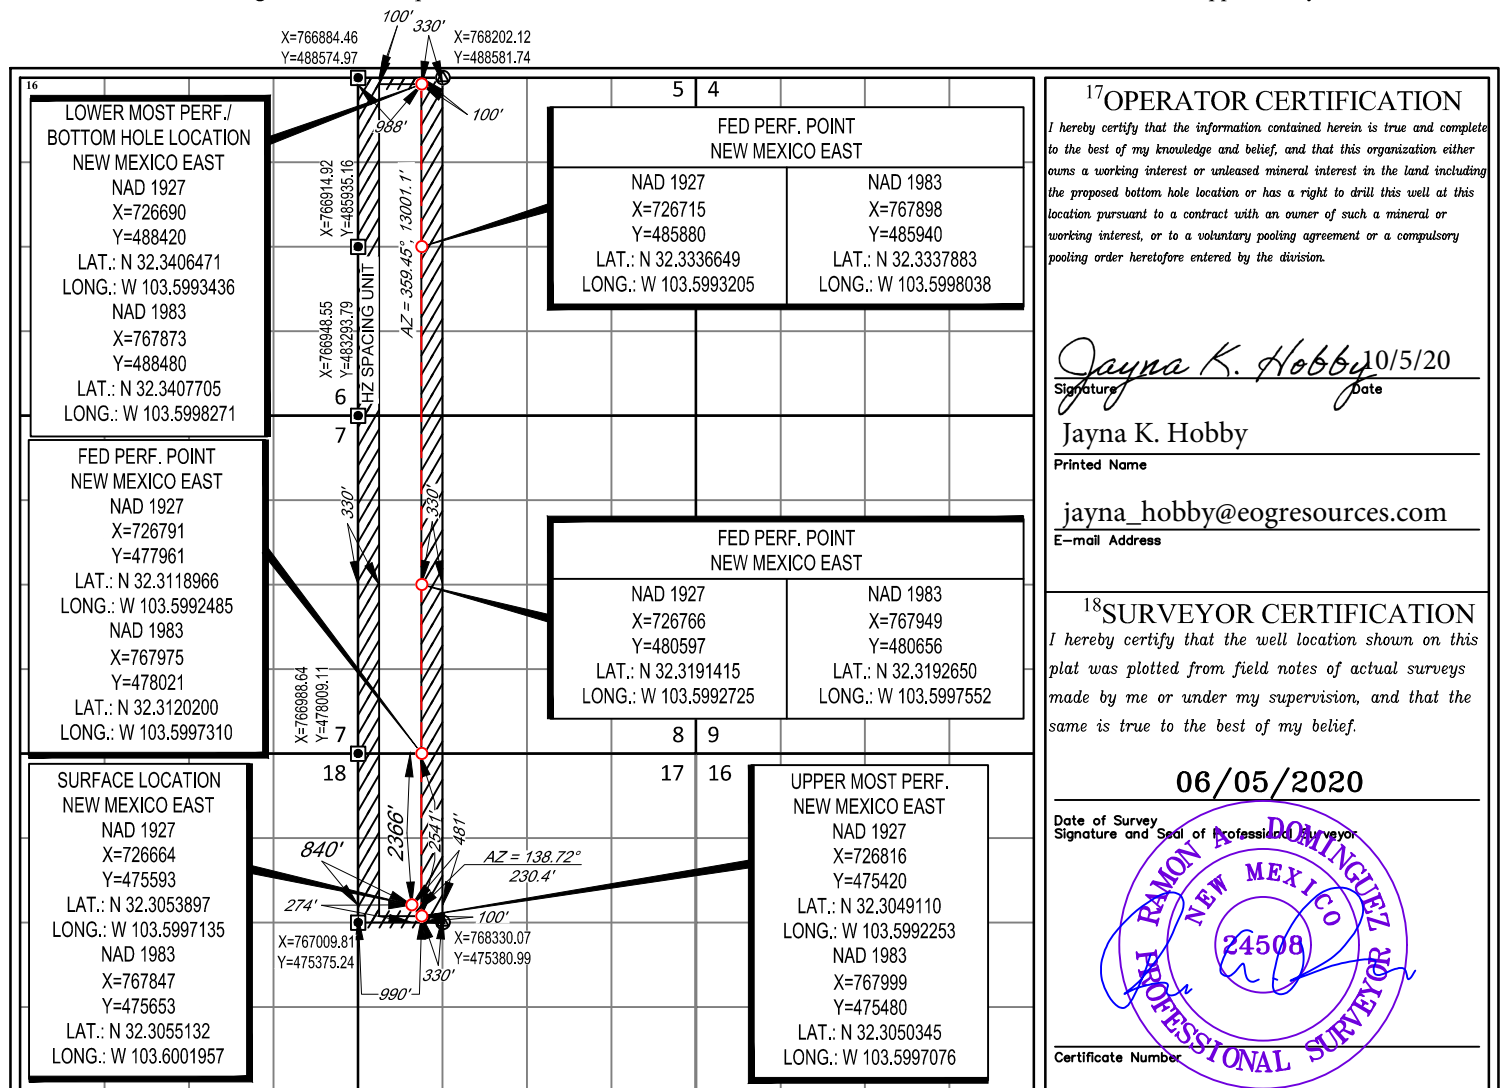 100'
330'
X=766884.46
Y=488574.97
X=768202.12
Y=488581.74
16
5 4
LOWER MOST PERF./
BOTTOM HOLE LOCATION
NEW MEXICO EAST
NAD 1927
X=726690
Y=488420
LAT.: N 32.3406471
LONG.: W 103.5993436
NAD 1983
X=767873
Y=488480
LAT.: N 32.3407705
LONG.: W 103.5998271
988'
100'
X=766914.92
Y=485935.16
AZ = 359.45°, 13001.1'
HZ SPACING UNIT
X=766948.55
Y=483293.79
6
7
FED PERF. POINT
NEW MEXICO EAST
NAD 1927
X=726715
Y=485880
LAT.: N 32.3336649
LONG.: W 103.5993205
NAD 1983
X=767898
Y=485940
LAT.: N 32.3337883
LONG.: W 103.5998038
FED PERF. POINT
NEW MEXICO EAST
NAD 1927
X=726791
Y=477961
LAT.: N 32.3118966
LONG.: W 103.5992485
NAD 1983
X=767975
Y=478021
LAT.: N 32.3120200
LONG.: W 103.5997310
330'
330'
FED PERF. POINT
NEW MEXICO EAST
NAD 1927
X=726766
Y=480597
LAT.: N 32.3191415
LONG.: W 103.5992725
NAD 1983
X=767949
Y=480656
LAT.: N 32.3192650
LONG.: W 103.5997552
X=766988.64
Y=478009.11
7
18
8 9
17 16
SURFACE LOCATION
NEW MEXICO EAST
NAD 1927
X=726664
Y=475593
LAT.: N 32.3053897
LONG.: W 103.5997135
NAD 1983
X=767847
Y=475653
LAT.: N 32.3055132
LONG.: W 103.6001957
840'
2366'
2541'
481'
AZ = 138.72°
230.4'
274'
100'
X=767009.81
Y=475375.24
X=768330.07
Y=475380.99
330'
990'
UPPER MOST PERF.
NEW MEXICO EAST
NAD 1927
X=726816
Y=475420
LAT.: N 32.3049110
LONG.: W 103.5992253
NAD 1983
X=767999
Y=475480
LAT.: N 32.3050345
LONG.: W 103.5997076
17OPERATOR CERTIFICATION
I hereby certify that the information contained herein is true and complete
to the best of my knowledge and belief, and that this organization either
owns a working interest or unleased mineral interest in the land including
the proposed bottom hole location or has a right to drill this well at this
location pursuant to a contract with an owner of such a mineral or
working interest, or to a voluntary pooling agreement or a compulsory
pooling order heretofore entered by the division.
Jayna K. Hobby 10/5/20
Signature Date
Jayna K. Hobby
Printed Name
jayna_hobby@eogresources.com
E-mail Address
18SURVEYOR CERTIFICATION
I hereby certify that the well location shown on this
plat was plotted from field notes of actual surveys
made by me or under my supervision, and that the
same is true to the best of my belief.
06/05/2020
Date of Survey
Signature and Seal of Professional Surveyor
RAMON A. DOMINGUEZ
NEW MEXICO
24508
PROFESSIONAL SURVEYOR
Certificate Number